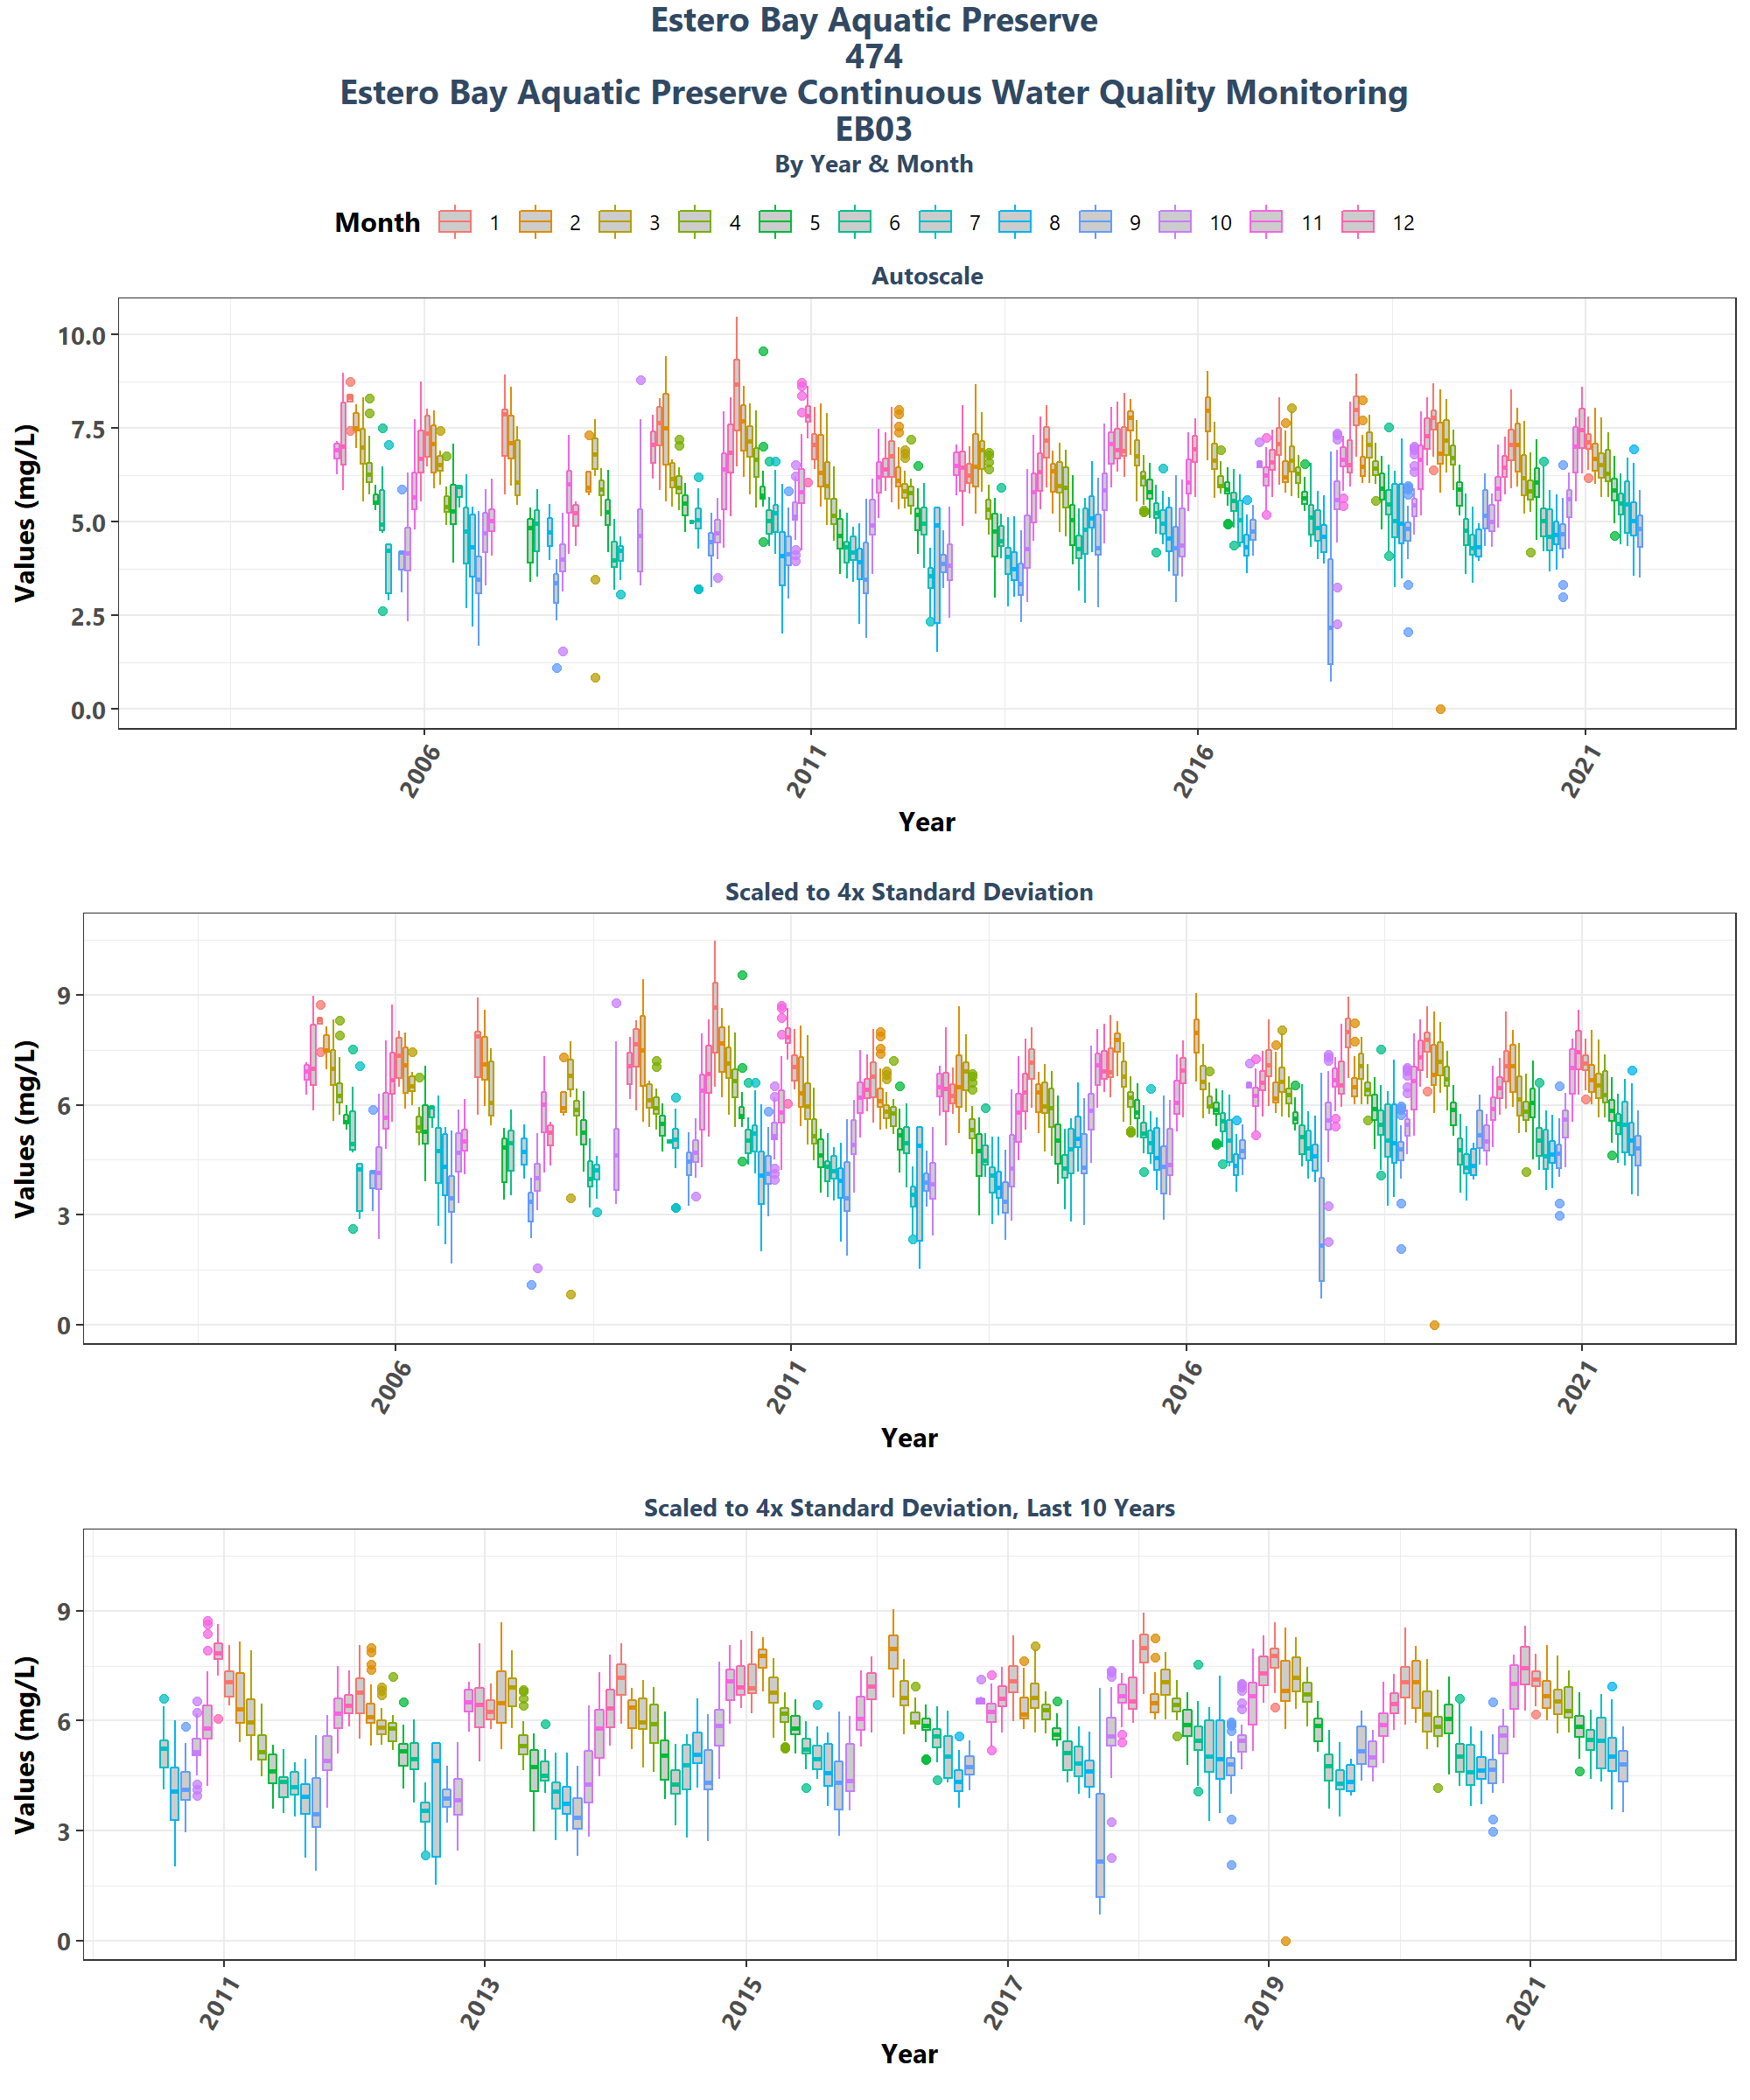 Estero Bay Aquatic Preserve
474
Estero Bay Aquatic Preserve Continuous Water Quality Monitoring
EB03
By Year & Month
Month 1 2 3 4 5 6 7 8 9 10 11 12
Autoscale
Values (mg/L)
10.0
7.5
5.0
2.5
0.0
2006 2011 2016 2021
Year
Scaled to 4x Standard Deviation
Values (mg/L)
9
6
3
0
2006 2011 2016 2021
Year
Scaled to 4x Standard Deviation, Last 10 Years
Values (mg/L)
9
6
3
0
2011 2013 2015 2017 2019 2021
Year